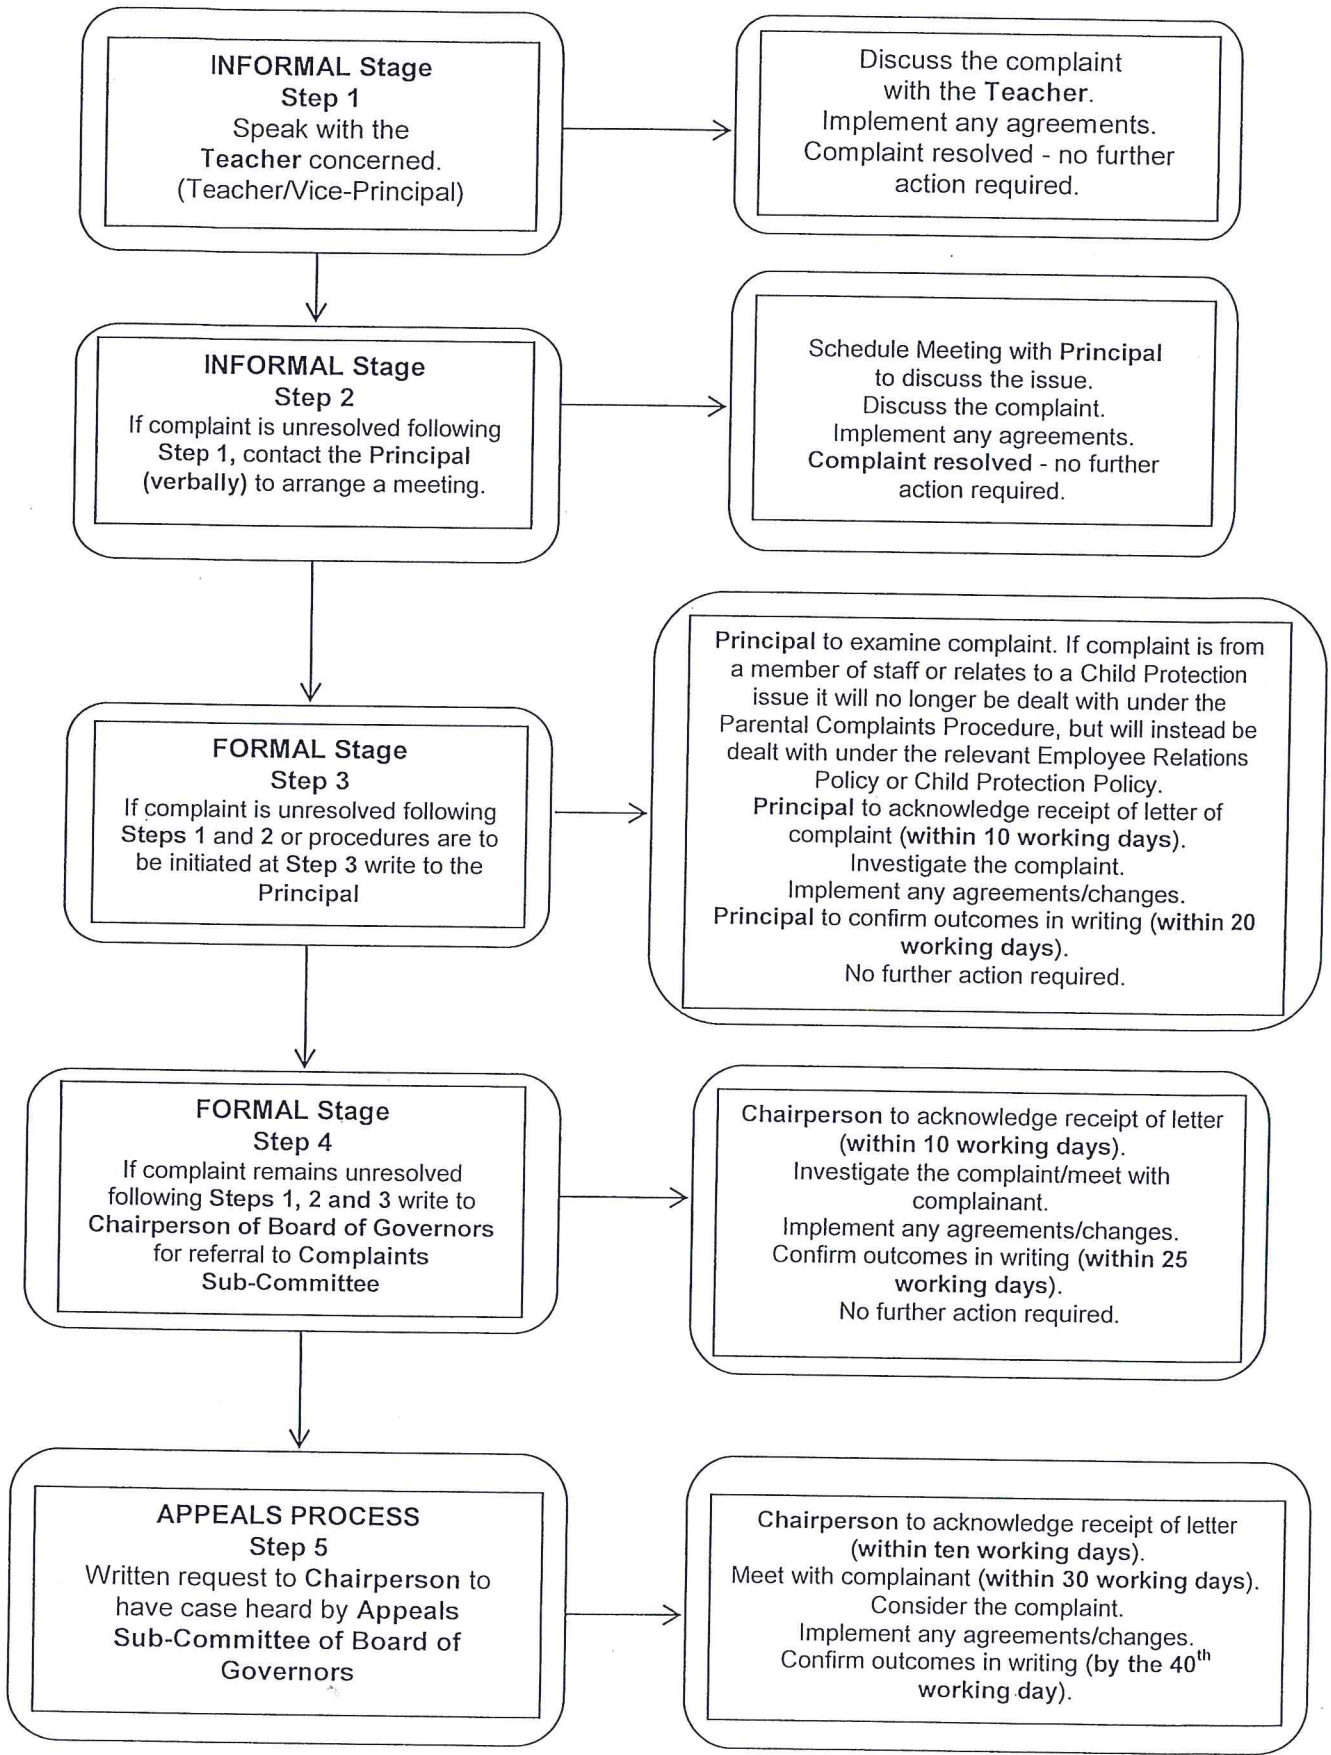 INFORMAL Stage
Step 1
Speak with the
Teacher concerned.
(Teacher/Vice-Principal)
Discuss the complaint
with the Teacher.
Implement any agreements.
Complaint resolved - no further
action required.
INFORMAL Stage
Step 2
If complaint is unresolved following
Step 1, contact the Principal
(verbally) to arrange a meeting.
Schedule Meeting with Principal
to discuss the issue.
Discuss the complaint.
Implement any agreements.
Complaint resolved - no further
action required.
FORMAL Stage
Step 3
If complaint is unresolved following
Steps 1 and 2 or procedures are to
be initiated at Step 3 write to the
Principal
Principal to examine complaint. If complaint is from
a member of staff or relates to a Child Protection
issue it will no longer be dealt with under the
Parental Complaints Procedure, but will instead be
dealt with under the relevant Employee Relations
Policy or Child Protection Policy.
Principal to acknowledge receipt of letter of
complaint (within 10 working days).
Investigate the complaint.
Implement any agreements/changes.
Principal to confirm outcomes in writing (within 20
working days).
No further action required.
FORMAL Stage
Step 4
If complaint remains unresolved
following Steps 1, 2 and 3 write to
Chairperson of Board of Governors
for referral to Complaints
Sub-Committee
Chairperson to acknowledge receipt of letter
(within 10 working days).
Investigate the complaint/meet with
complainant.
Implement any agreements/changes.
Confirm outcomes in writing (within 25
working days).
No further action required.
APPEALS PROCESS
Step 5
Written request to Chairperson to
have case heard by Appeals
Sub-Committee of Board of
Governors
Chairperson to acknowledge receipt of letter
(within ten working days).
Meet with complainant (within 30 working days).
Consider the complaint.
Implement any agreements/changes.
Confirm outcomes in writing (by the 40th
working day).